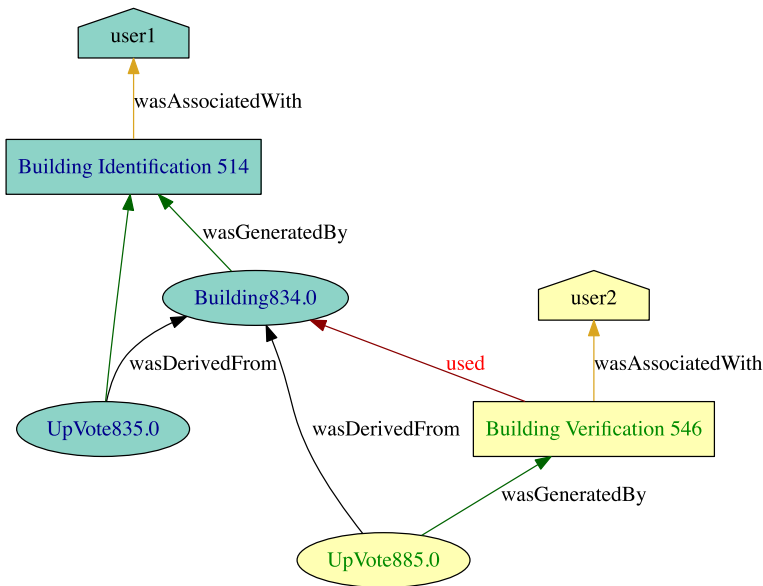 user1
wasAssociatedWith
Building Identification 514
wasGeneratedBy
Building834.0
user2
wasDerivedFrom
used
wasAssociatedWith
UpVote835.0
wasDerivedFrom
Building Verification 546
wasGeneratedBy
UpVote885.0